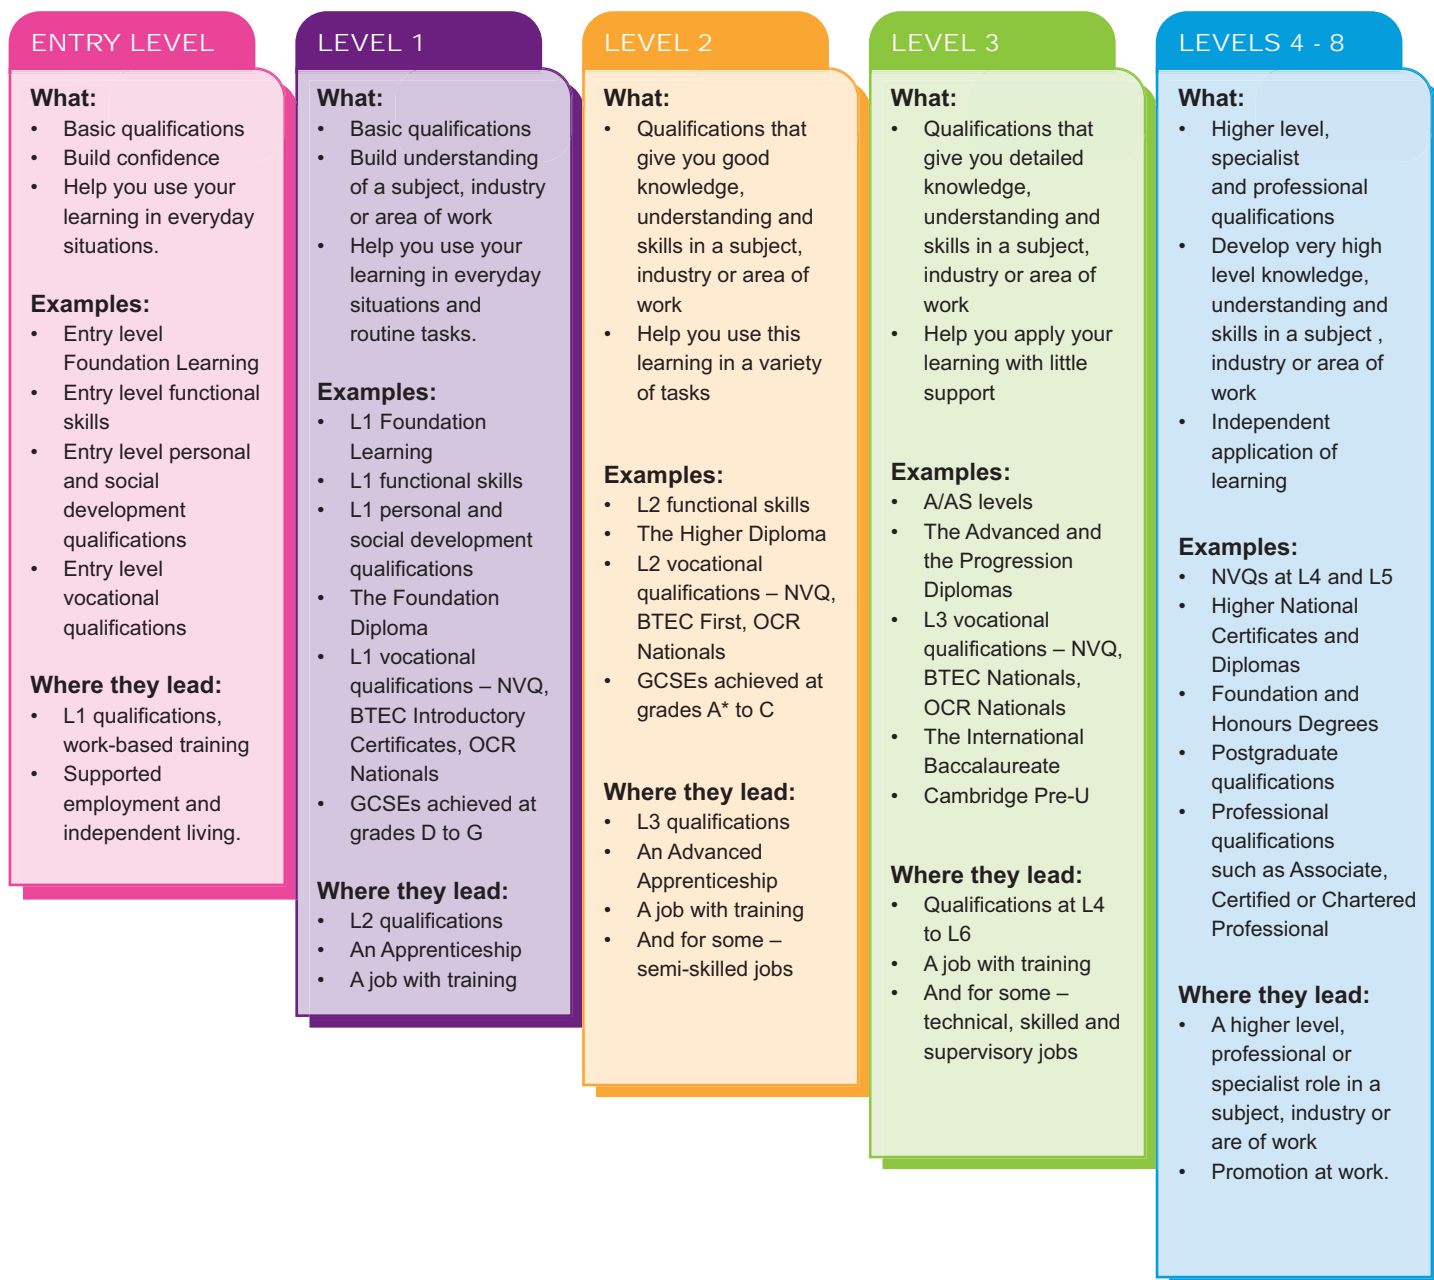 ENTRY LEVEL
What:
• Basic qualifications
• Build confidence
• Help you use your
learning in everyday
situations.
Examples:
• Entry level
Foundation Learning
• Entry level functional
skills
• Entry level personal
and social
development
qualifications
• Entry level
vocational
qualifications
Where they lead:
• L1 qualifications,
work-based training
• Supported
employment and
independent living.
LEVEL 1
What:
• Basic qualifications
• Build understanding
of a subject, industry
or area of work
• Help you use your
learning in everyday
situations and
routine tasks.
Examples:
• L1 Foundation
Learning
• L1 functional skills
• L1 personal and
social development
qualifications
• The Foundation
Diploma
• L1 vocational
qualifications – NVQ,
BTEC Introductory
Certificates, OCR
Nationals
• GCSEs achieved at
grades D to G
Where they lead:
• L2 qualifications
• An Apprenticeship
• A job with training
LEVEL 2
What:
• Qualifications that
give you good
knowledge,
understanding and
skills in a subject,
industry or area of
work
• Help you use this
learning in a variety
of tasks
Examples:
• L2 functional skills
• The Higher Diploma
• L2 vocational
qualifications – NVQ,
BTEC First, OCR
Nationals
• GCSEs achieved at
grades A* to C
Where they lead:
• L3 qualifications
• An Advanced
Apprenticeship
• A job with training
• And for some –
semi-skilled jobs
LEVEL 3
What:
• Qualifications that
give you detailed
knowledge,
understanding and
skills in a subject,
industry or area of
work
• Help you apply your
learning with little
support
Examples:
• A/AS levels
• The Advanced and
the Progression
Diplomas
• L3 vocational
qualifications – NVQ,
BTEC Nationals,
OCR Nationals
• The International
Baccalaureate
• Cambridge Pre-U
Where they lead:
• Qualifications at L4
to L6
• A job with training
• And for some –
technical, skilled and
supervisory jobs
LEVELS 4 - 8
What:
• Higher level,
specialist
and professional
qualifications
• Develop very high
level knowledge,
understanding and
skills in a subject ,
industry or area of
work
• Independent
application of
learning
Examples:
• NVQs at L4 and L5
• Higher National
Certificates and
Diplomas
• Foundation and
Honours Degrees
• Postgraduate
qualifications
• Professional
qualifications
such as Associate,
Certified or Chartered
Professional
Where they lead:
• A higher level,
professional or
specialist role in a
subject, industry or
are of work
• Promotion at work.